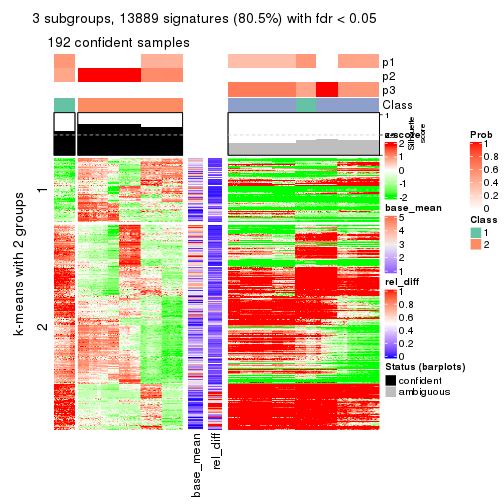 3 subgroups, 13889 signatures (80.5%) with fdr < 0.05
192 confident samples
p1
p2
p3
Class
1
0
Silhouette
score
k-means with 2 groups
1
2
base_mean
rel_diff
z-score
2
1
0
-1
-2
base_mean
5
4
3
2
1
rel_diff
1
0.8
0.6
0.4
0.2
0
Status (barplots)
confident
ambiguous
Prob
1
0.8
0.6
0.4
0.2
0
Class
1
2